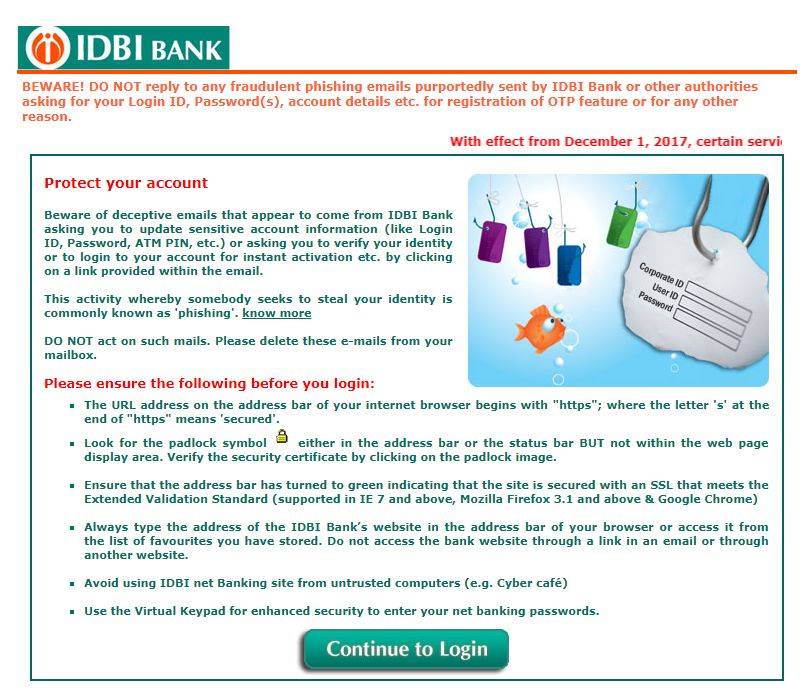 IDBI BANK
BEWARE! DO NOT reply to any fraudulent phishing emails purportedly sent by IDBI Bank or other authorities
asking for your Login ID, Password(s), account details etc. for registration of OTP feature or for any other
reason.
With effect from December 1, 2017, certain servi
Protect your account
Beware of deceptive emails that appear to come from IDBI Bank
asking you to update sensitive account information (like Login
ID, Password, ATM PIN, etc.) or asking you to verify your identity
or to login to your account for instant activation etc. by clicking
on a link provided within the email.
This activity whereby somebody seeks to steal your identity is
commonly known as 'phishing'. know more
DO NOT act on such mails. Please delete these e-mails from your
mailbox.
Corporate ID
User ID
Password
Please ensure the following before you login:
The URL address on the address bar of your internet browser begins with "https"; where the letter 's' at the
end of "https" means 'secured'.
Look for the padlock symbol either in the address bar or the status bar BUT not within the web page
display area. Verify the security certificate by clicking on the padlock image.
Ensure that the address bar has turned to green indicating that the site is secured with an SSL that meets the
Extended Validation Standard (supported in IE 7 and above, Mozilla Firefox 3.1 and above & Google Chrome)
Always type the address of the IDBI Bank's website in the address bar of your browser or access it from
the list of favourites you have stored. Do not access the bank website through a link in an email or through
another website.
Avoid using IDBI net Banking site from untrusted computers (e.g. Cyber café)
Use the Virtual Keypad for enhanced security to enter your net banking passwords.
Continue to Login